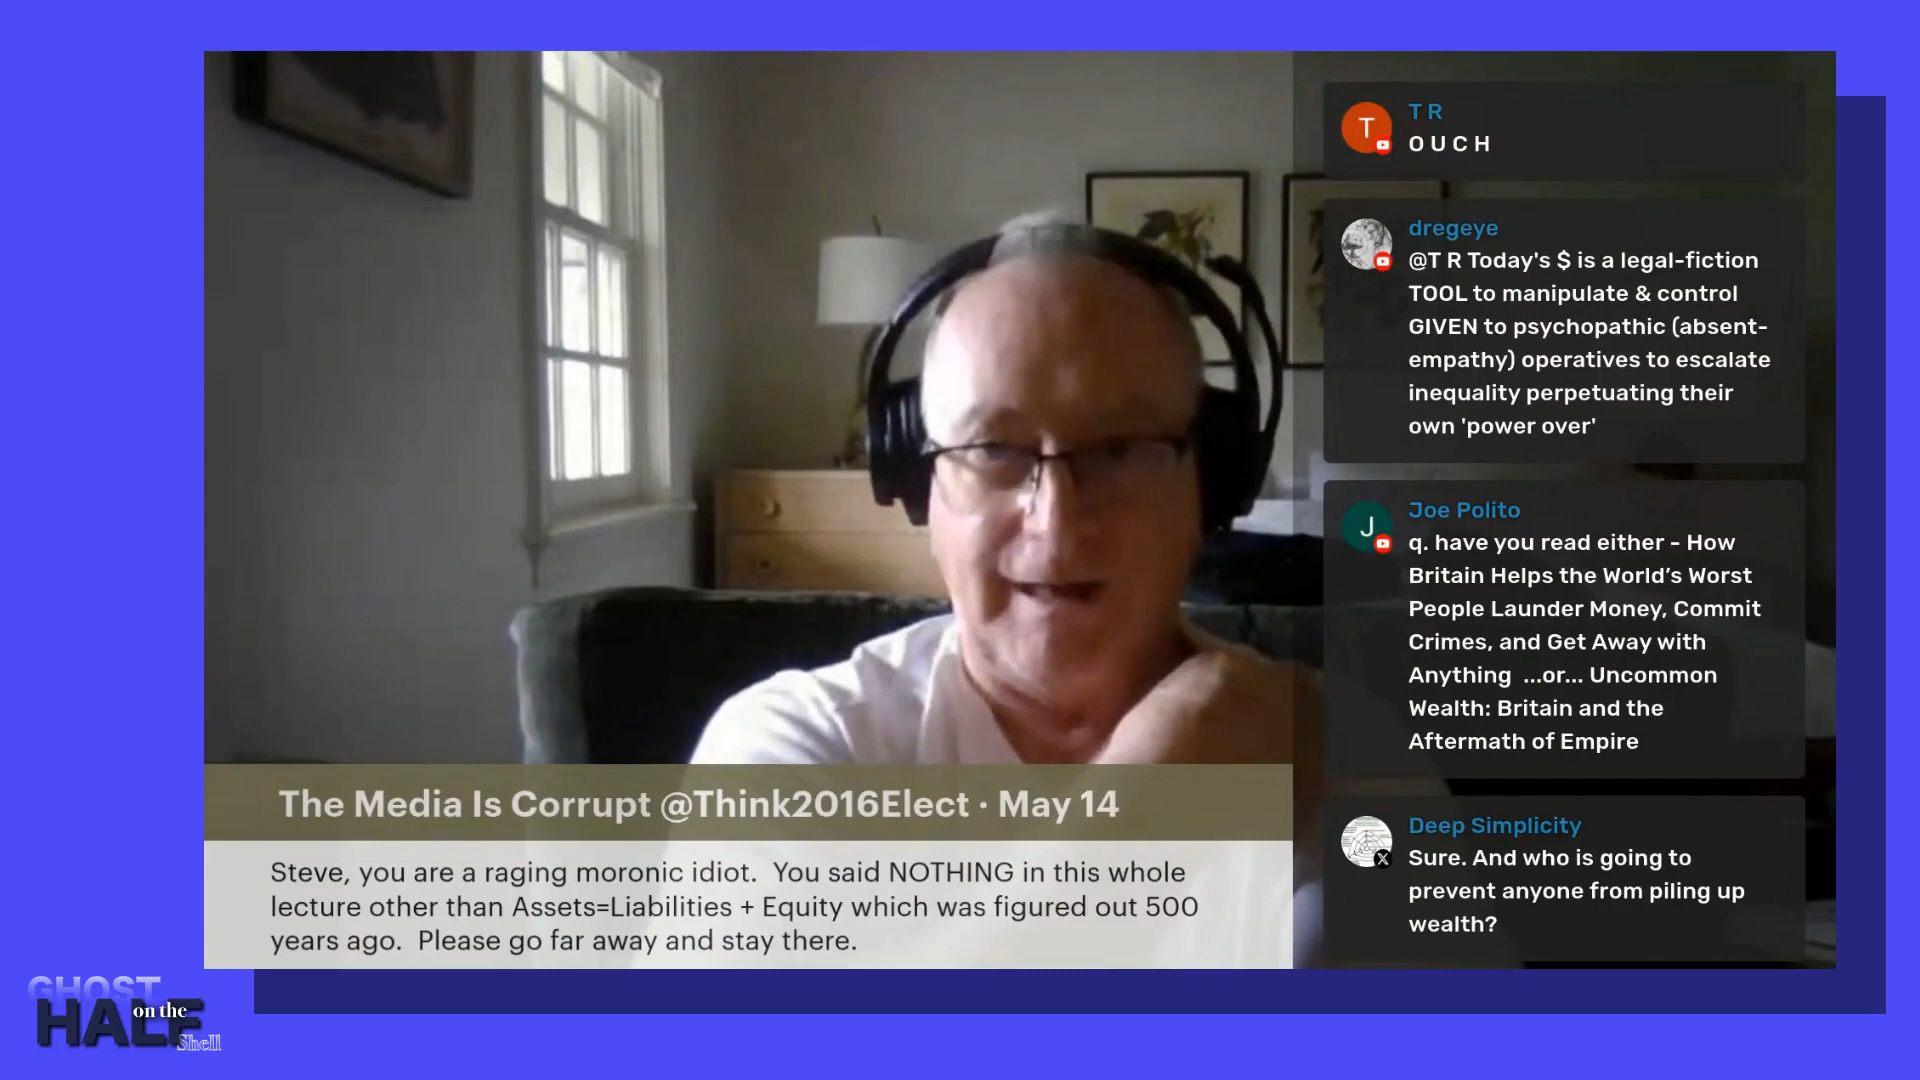 T
T R
O U C H
dregeye
@T R Today's $ is a legal-fiction
TOOL to manipulate & control
GIVEN to psychopathic (absent-
empathy) operatives to escalate
inequality perpetuating their
own 'power over'
J
Joe Polito
q. have you read either - How
Britain Helps the World’s Worst
People Launder Money, Commit
Crimes, and Get Away with
Anything  ...or... Uncommon
Wealth: Britain and the
Aftermath of Empire
Deep Simplicity
Sure. And who is going to
prevent anyone from piling up
wealth?
The Media Is Corrupt @Think2016Elect · May 14
Steve, you are a raging moronic idiot.  You said NOTHING in this whole
lecture other than Assets=Liabilities + Equity which was figured out 500
years ago.  Please go far away and stay there.
GHOST
on the
HALF
Shell